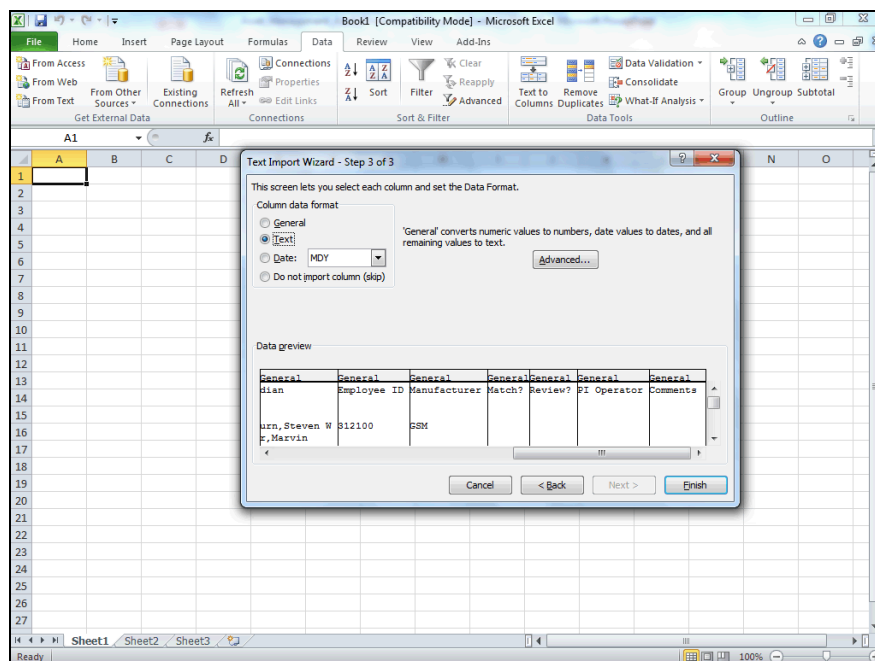 Book1 [Compatibility Mode] - Microsoft Excel
File Home Insert Page Layout Formulas Data Review View Add-Ins
From Access
From Web
From Text
From Other Sources
Existing Connections
Get External Data
Refresh All
Connections
Properties
Edit Links
Connections
Sort
Filter
Clear
Reapply
Advanced
Sort & Filter
Text to Columns
Remove Duplicates
Data Validation
Consolidate
What-If Analysis
Data Tools
Group
Ungroup
Subtotal
Outline
A1 fx
A B C D N O
1
2
3
4
5
6
7
8
9
10
11
12
13
14
15
16
17
18
19
20
21
22
23
24
25
26
27
Text Import Wizard - Step 3 of 3
This screen lets you select each column and set the Data Format.
Column data format
General
Text
Date: MDY
Do not import column (skip)
'General' converts numeric values to numbers, date values to dates, and all
remaining values to text.
Advanced...
Data preview
General General General General General General General
dian Employee ID Manufacturer Match? Review? PI Operator Comments
urn,Steven W 312100 GSM
r,Marvin
Cancel < Back Next > Finish
Sheet1 Sheet2 Sheet3
Ready 100%